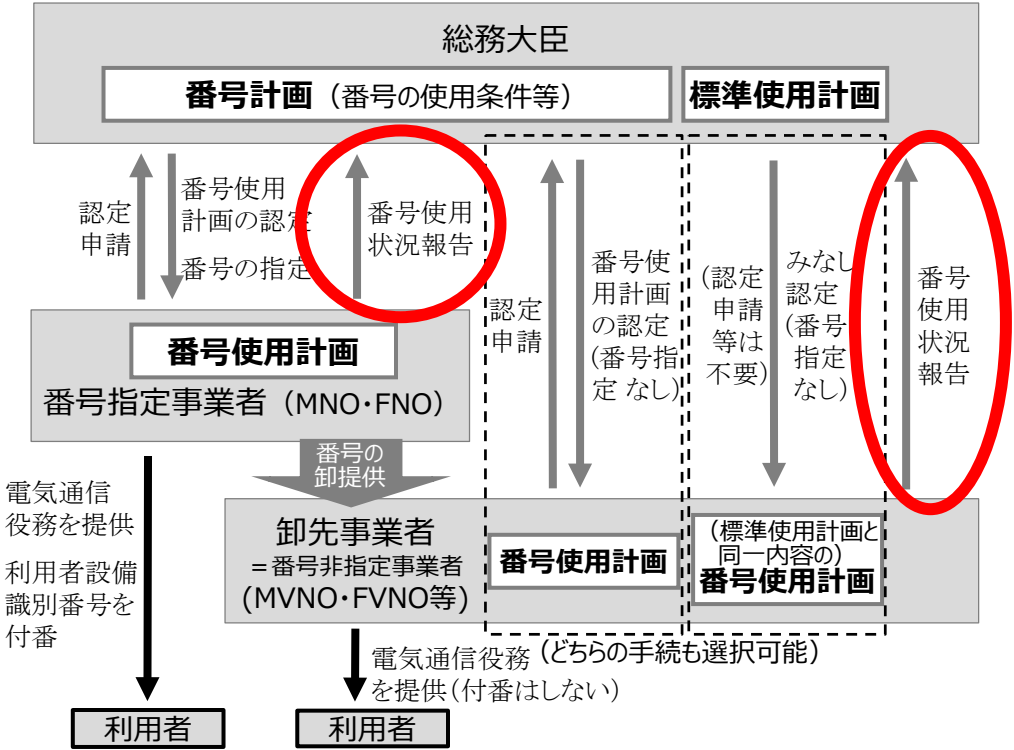 総務大臣
番号計画（番号の使用条件等）
標準使用計画
認定
申請
番号使用
計画の認定
番号の指定
番号使用
状況報告
認定
申請
番号使
用計画
の認定
(番号指
定 なし)
(認定
申請
等は
不要)
みなし
認定
(番号
指定
なし)
番号
使用
状況
報告
番号使用計画
番号指定事業者（MNO・FNO）
番号の
卸提供
電気通信
役務を提供
利用者設備
識別番号を
付番
卸先事業者
＝番号非指定事業者
(MVNO・FVNO等)
番号使用計画
（標準使用計画と
同一内容の）
番号使用計画
電気通信役務
を提供(付番はしない)
(どちらの手続も選択可能)
利用者
利用者